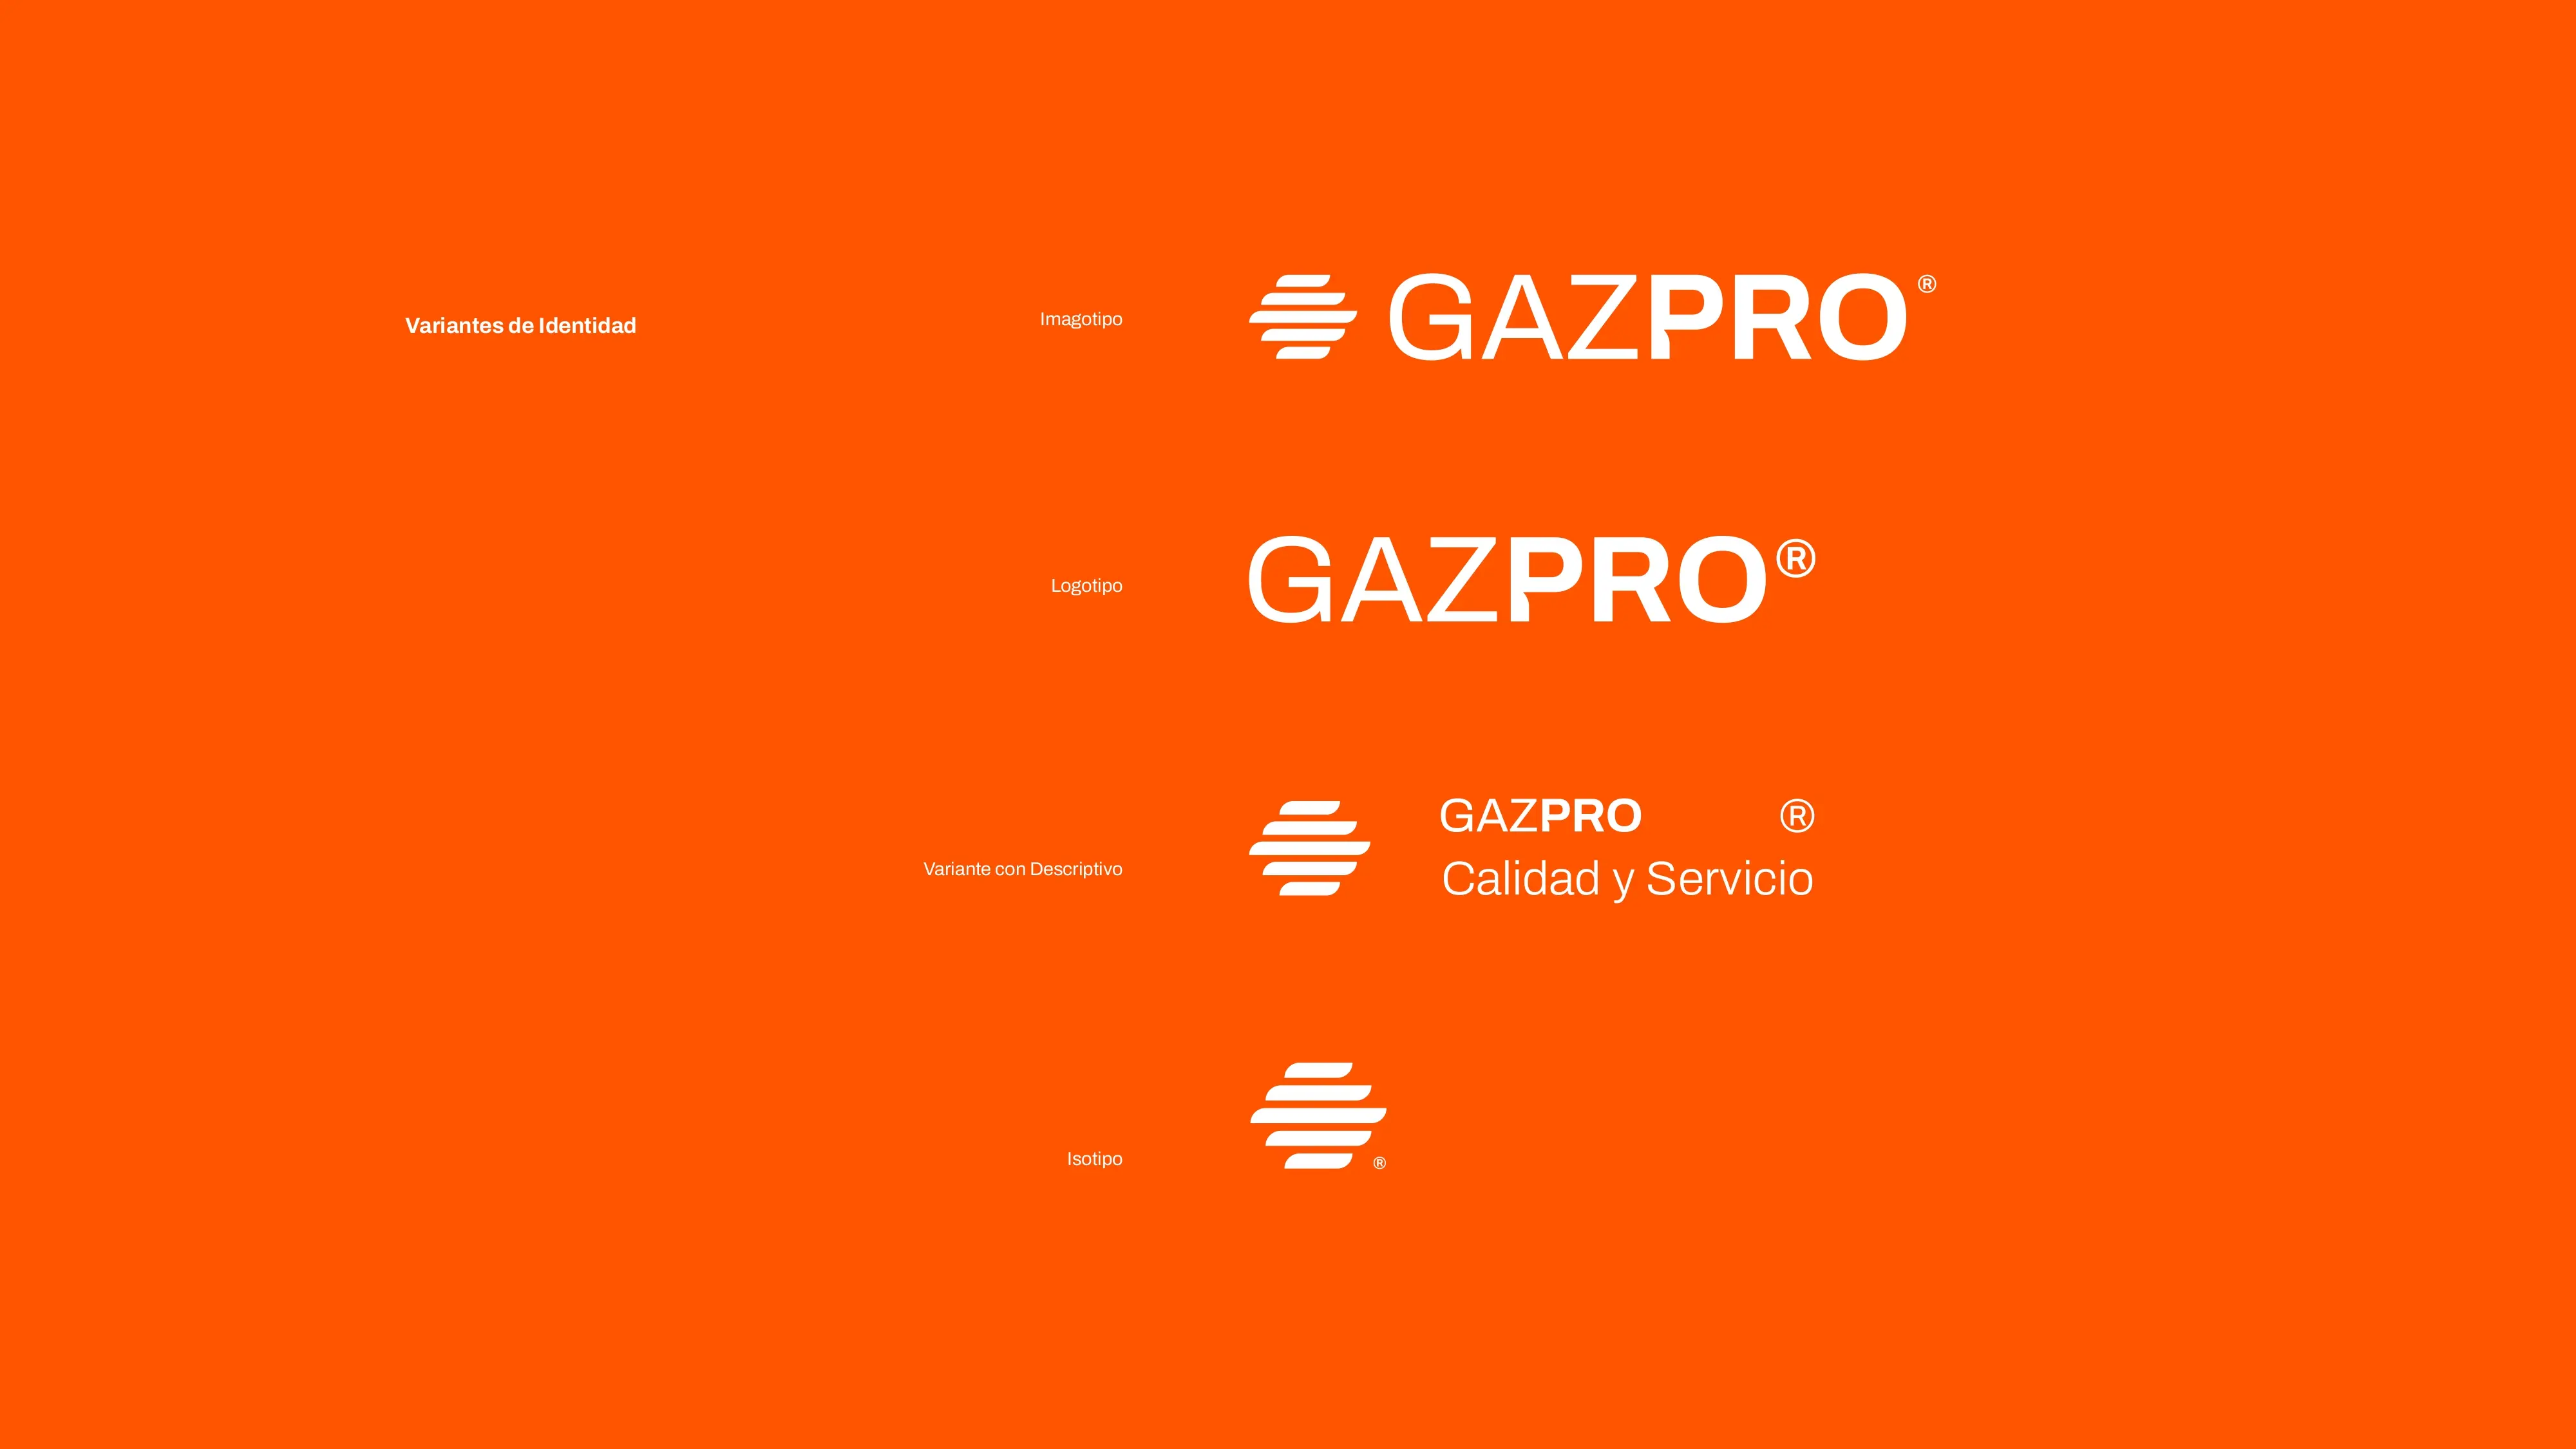 Variantes de Identidad
Imagotipo
GAZPRO®
Logotipo
GAZPRO®
Variante con Descriptivo
GAZPRO ®
Calidad y Servicio
Isotipo
®